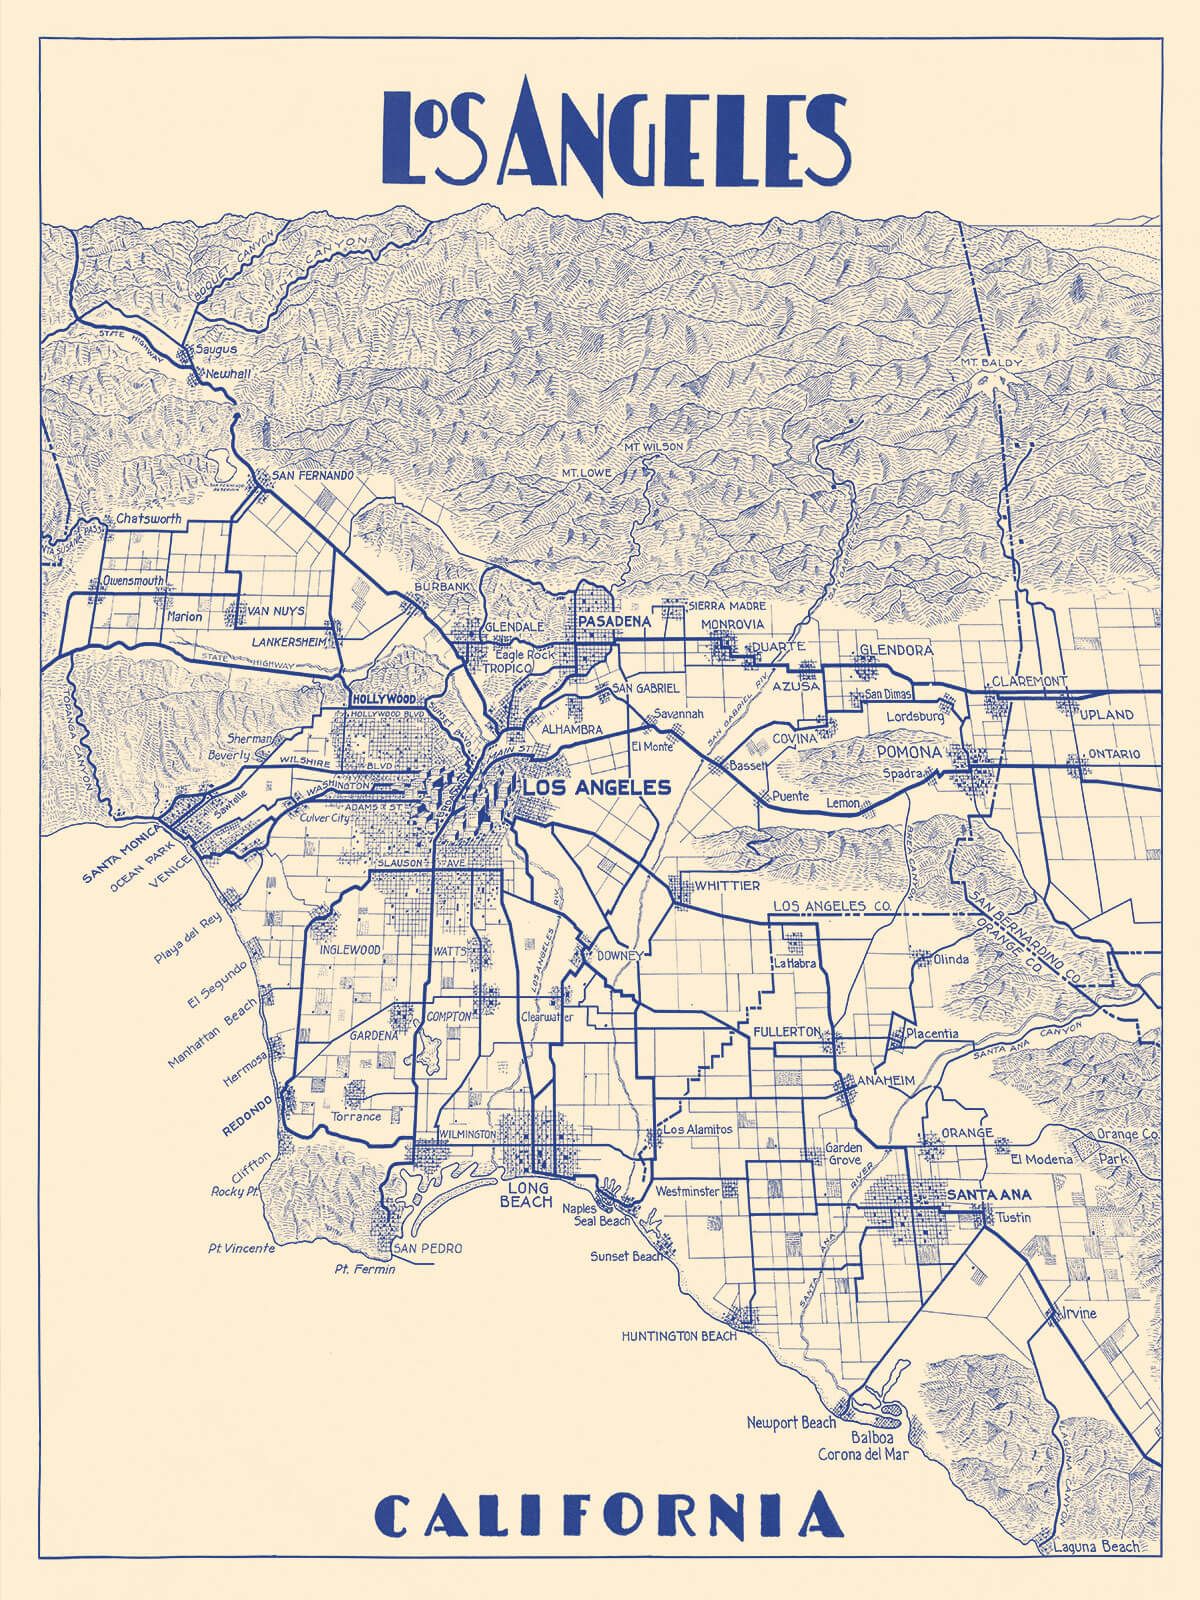 LOS ANGELES
BOQUET CANYON
MINT CANYON
STATE HIGHWAY
Saugus
Newhall
MT. BALDY
MT. WILSON
MT. LOWE
SAN FERNANDO
SAN FERNANDO
RESERVOIR
Chatsworth
SANTA SUSANA PASS
Owensmouth
Marion
VAN NUYS
LANKERSHEIM
BURBANK
GLENDALE
PASADENA
SIERRA MADRE
MONROVIA
DUARTE
GLENDORA
Eagle Rock
TROPICO
STATE HIGHWAY
AZUSA
San Dimas
CLAREMONT
SAN GABRIEL
HOLLYWOOD
HOLLYWOOD BLVD
SUNSET BLVD
TOPANGA CANYON
Savannah
ALHAMBRA
El Monte
SAN GABRIEL RIV.
Lordsburg
UPLAND
COVINA
POMONA
ONTARIO
Sherman
Beverly
WILSHIRE BLVD
MAIN ST
Bassett
Spadra
LOS ANGELES
WASHINGTON
ADAMS ST
Sawtelle
Culver City
Puente
Lemon
SANTA MONICA
OCEAN PARK
VENICE
SLAUSON AVE
BREA CANYON
WHITTIER
LOS ANGELES CO.
SAN BERNARDINO CO.
ORANGE CO.
Playa del Rey
INGLEWOOD
WATTS
LOS ANGELES RIV.
DOWNEY
La Habra
Olinda
El Segundo
Manhattan Beach
COMPTON
Clearwater
GARDENA
FULLERTON
Placentia
SANTA ANA CANYON
Hermosa
ANAHEIM
REDONDO
Torrance
WILMINGTON
Los Alamitos
ORANGE
Orange Co.
Park
Garden
Grove
El Modena
Cliffton
Rocky Pt.
LONG
BEACH
Naples
Seal Beach
Westminster
SANTA ANA
Tustin
Pt Vincente
SAN PEDRO
Pt. Fermin
Sunset Beach
SANTA ANA RIVER
HUNTINGTON BEACH
Irvine
Newport Beach
Balboa
Corona del Mar
LAGUNA CANYON
Laguna Beach
CALIFORNIA